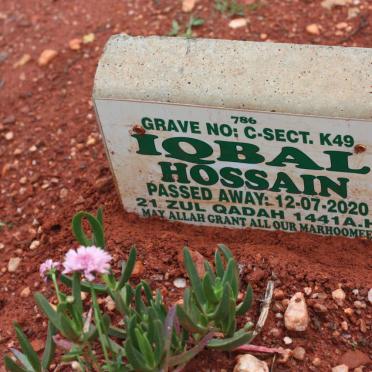 786
GRAVE NO: C-SECT. K49
IQBAL
HOSSAIN
PASSED AWAY: 12-07-2020
21 ZUL QADAH 1441A.H
MAY ALLAH GRANT ALL OUR MARHOOMEE